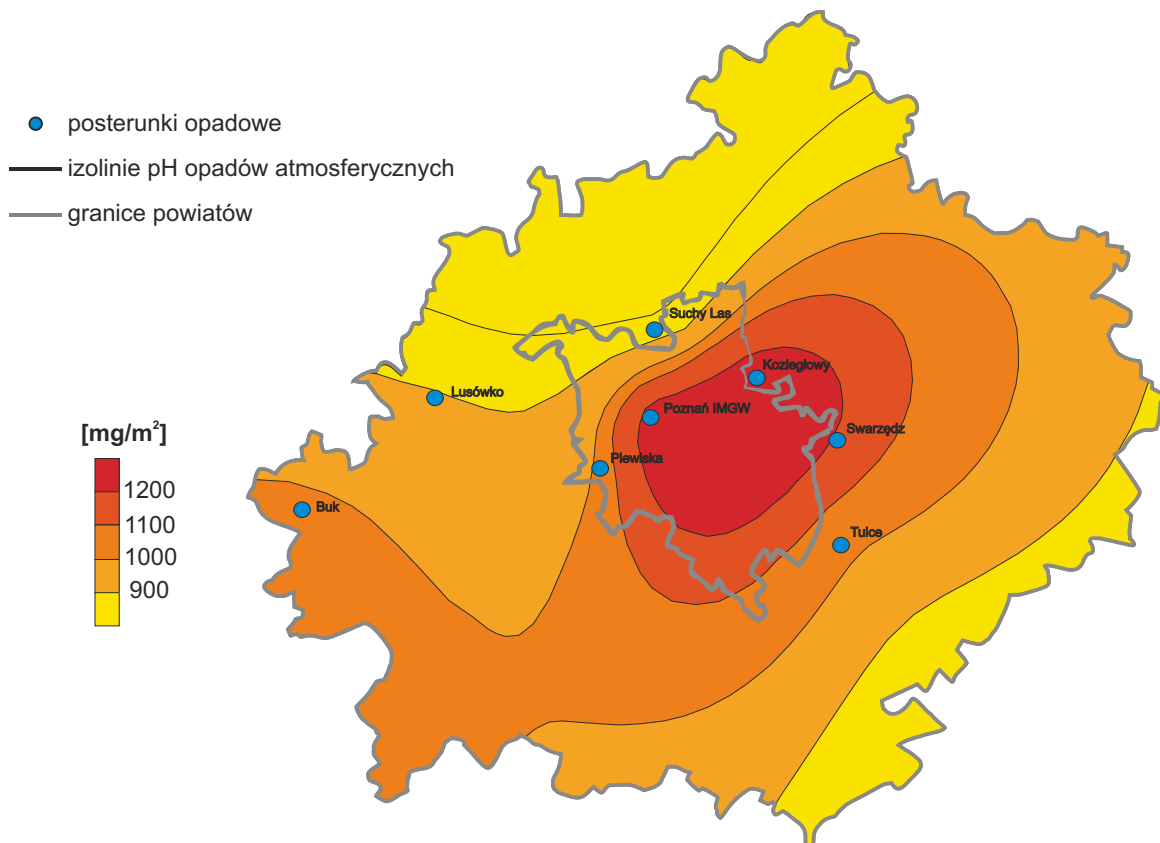 posterunki opadowe
izolinie pH opadów atmosferycznych
granice powiatów
Suchy Las
Koziegłowy
Lusówko
Poznań IMGW
[mg/m²]
Swarzędz
Plewiska
1200
Buk
1100
Tulce
1000
900